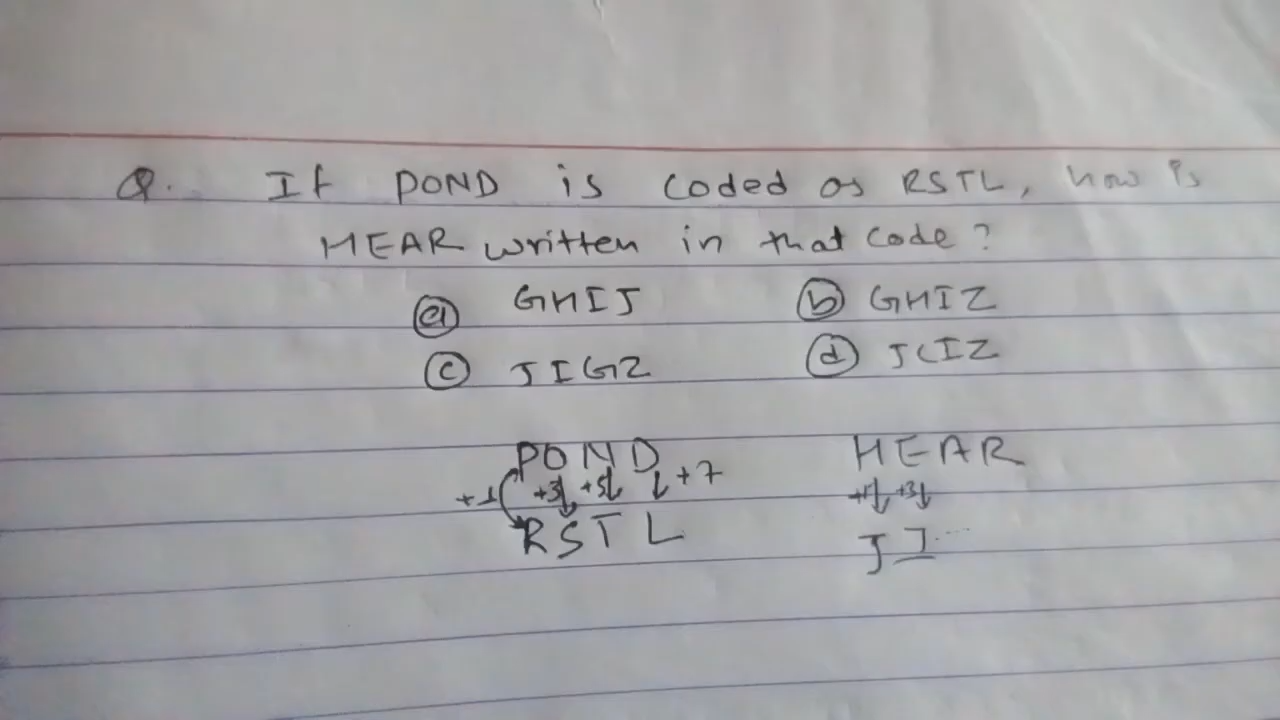 Q. If POND is coded as RSTL, how is
HEAR written in that code?
(a) GHIJ (b) GHIZ
(c) JIGZ (d) JCIZ
POND HEAR
+1 +3 +5 +7 +1 +3
RSTL JI...